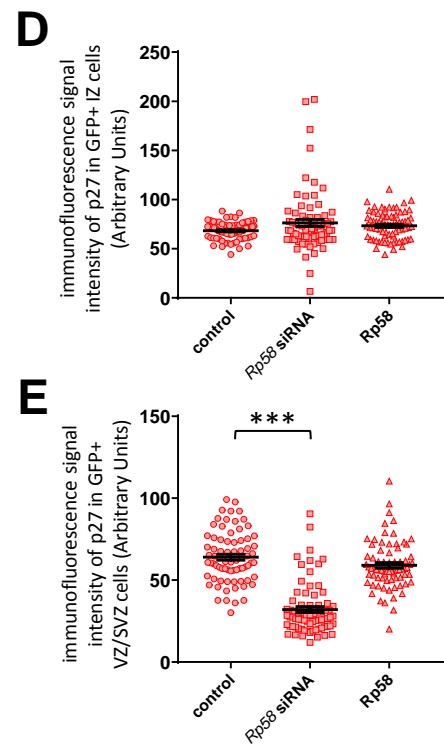 D
immunofluorescence signal
intensity of p27 in GFP+ IZ cells
(Arbitrary Units)
250
200
150
100
50
0
control
Rp58 siRNA
Rp58
E
immunofluorescence signal
intensity of p27 in GFP+
VZ/SVZ cells (Arbitrary Units)
150
100
50
0
***
control
Rp58 siRNA
Rp58